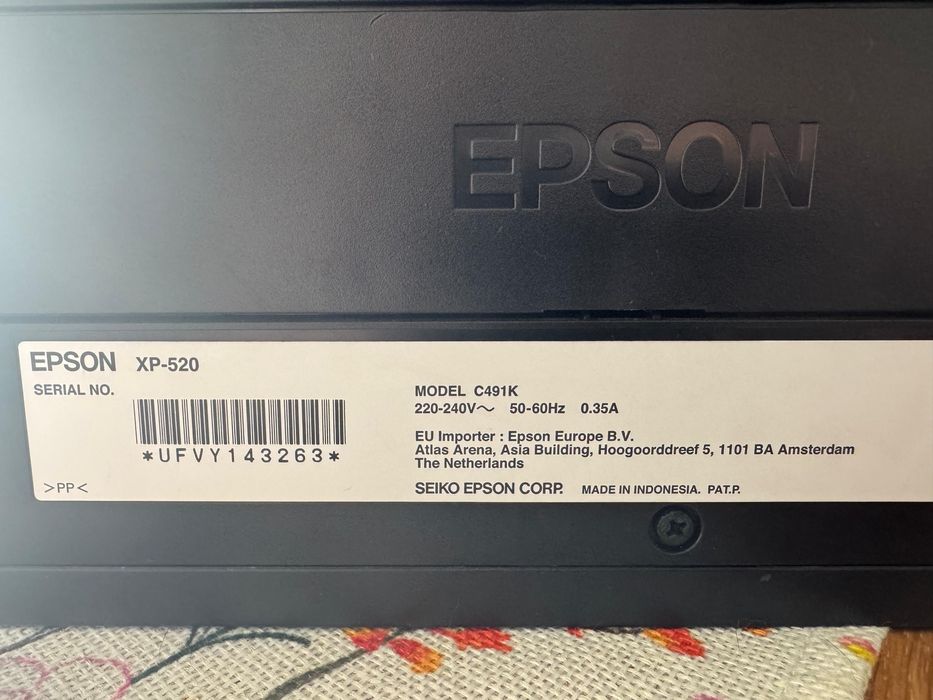 EPSON
EPSON XP-520
SERIAL NO.
*UFVY143263*
>PP<
MODEL C491K
220-240V～ 50-60Hz 0.35A
EU Importer : Epson Europe B.V.
Atlas Arena, Asia Building, Hoogoorddreef 5, 1101 BA Amsterdam
The Netherlands
SEIKO EPSON CORP. MADE IN INDONESIA. PAT.P.